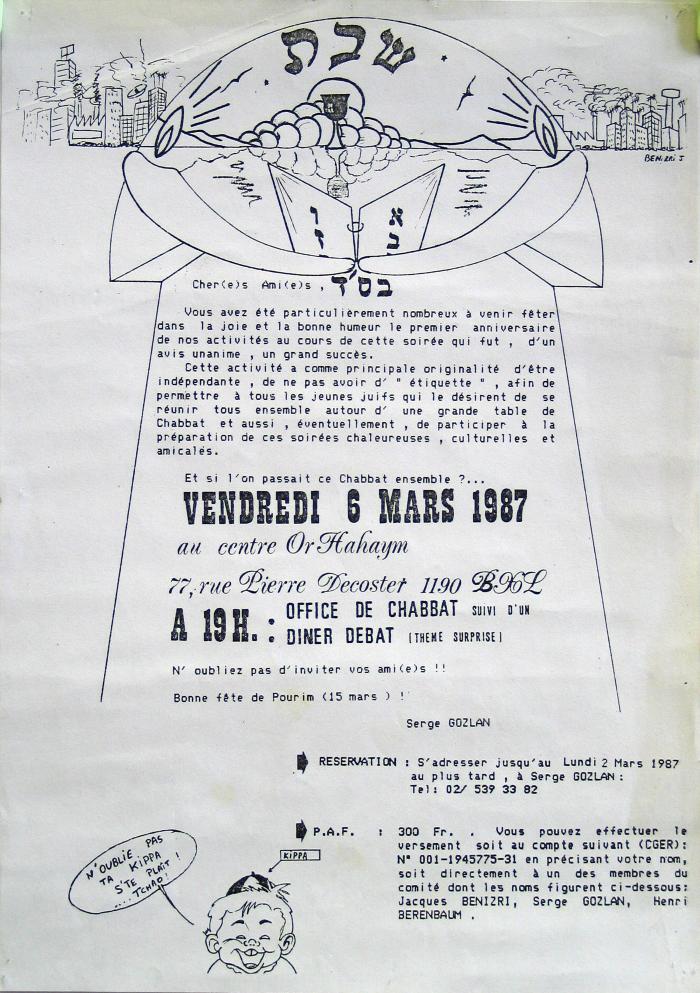 שבת
BENIZRI J
א
ב
ו
ז
Cher(e)s Ami(e)s ,
בס״ד
Vous avez été particulièrement nombreux à venir fêter
dans la joie et la bonne humeur le premier anniversaire
de nos activités au cours de cette soirée qui fut , d'un
avis unanime , un grand succès.
Cette activité a comme principale originalité d'être
indépendante , de ne pas avoir d' " étiquette " , afin de
permettre à tous les jeunes juifs qui le désirent de se
réunir tous ensemble autour d' une grande table de
Chabbat et aussi , éventuellement , de participer à la
préparation de ces soirées chaleureuses , culturelles et
amicales.
Et si l'on passait ce Chabbat ensemble ?...
VENDREDI 6 MARS 1987
au centre Or Hahaym
77, rue Pierre Decoster 1190 BXL
A 19 H. : OFFICE DE CHABBAT SUIVI D'UN
DINER DEBAT (THEME SURPRISE)
N' oubliez pas d'inviter vos ami(e)s !!
Bonne fête de Pourim (15 mars ) !
Serge GOZLAN
RESERVATION : S'adresser jusqu'au Lundi 2 Mars 1987
au plus tard , à Serge GOZLAN :
Tel: 02/ 539 33 82
P.A.F. : 300 Fr. . Vous pouvez effectuer le
versement soit au compte suivant (CGER):
N° 001-1945775-31 en précisant votre nom,
soit directement à un des membres du
comité dont les noms figurent ci-dessous:
Jacques BENIZRI, Serge GOZLAN, Henri
BERENBAUM .
N'OUBLIE PAS
TA KIPPA
S'TE PLAÎT !
.... TCHAO !
KIPPA